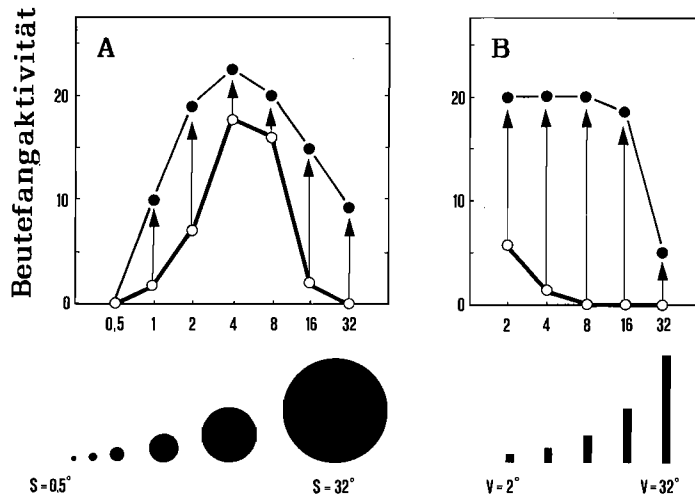 Beutefangaktivität
A
20
10
0
0,5 1 2 4 8 16 32
S = 0,5°
S = 32°
B
20
10
0
2 4 8 16 32
V = 2°
V = 32°